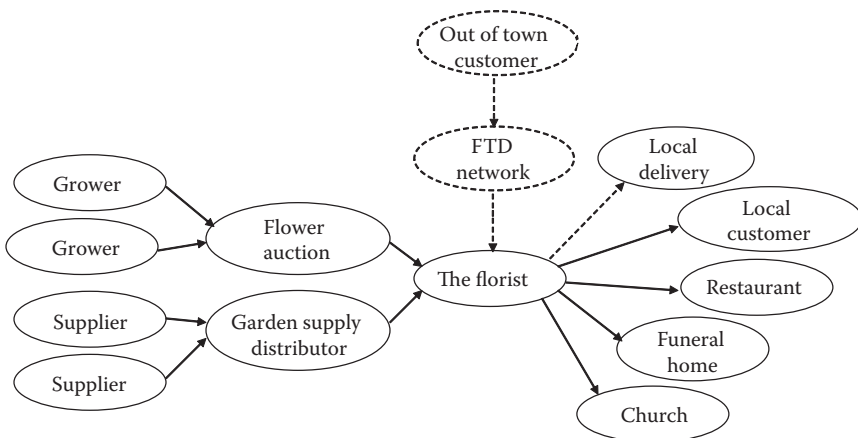 Out of town
customer
FTD
network
Local
delivery
Grower
Grower
Flower
auction
Local
customer
The florist
Restaurant
Supplier
Supplier
Garden supply
distributor
Funeral
home
Church